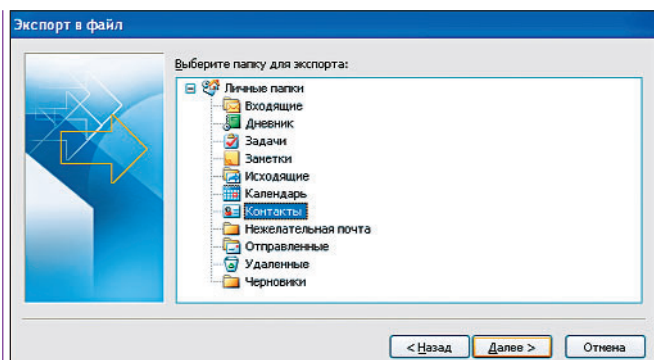 Экспорт в файл
Выберите папку для экспорта:
Личные папки
Входящие
Дневник
Задачи
Заметки
Исходящие
Календарь
Контакты
Нежелательная почта
Отправленные
Удаленные
Черновики
< Назад Далее > Отмена